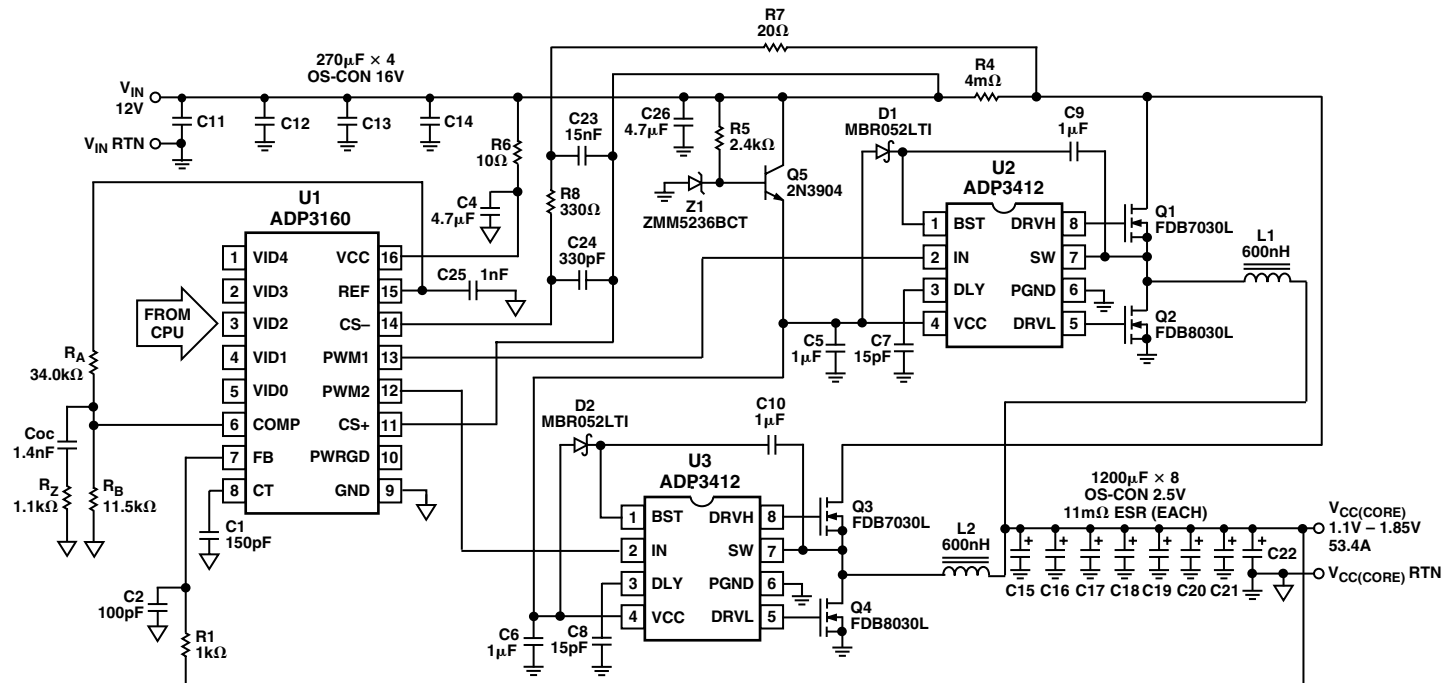 R7
20Ω
270μF × 4
OS-CON 16V
R4
4mΩ
VIN
12V
C11
C12
C13
C14
VIN RTN
R6
10Ω
C23
15nF
C26
4.7μF
R5
2.4kΩ
D1
MBR052LTI
C9
1μF
Q5
2N3904
Z1
ZMM5236BCT
U1
ADP3160
C4
4.7μF
R8
330Ω
C24
330pF
C25
1nF
U2
ADP3412
1 BST DRVH 8
2 IN SW 7
3 DLY PGND 6
4 VCC DRVL 5
Q1
FDB7030L
L1
600nH
Q2
FDB8030L
C5
1μF
C7
15pF
FROM
CPU
1 VID4 VCC 16
2 VID3 REF 15
3 VID2 CS– 14
4 VID1 PWM1 13
5 VID0 PWM2 12
6 COMP CS+ 11
7 FB PWRGD 10
8 CT GND 9
RA
34.0kΩ
COC
1.4nF
RZ
1.1kΩ
RB
11.5kΩ
C1
150pF
C2
100pF
R1
1kΩ
D2
MBR052LTI
C10
1μF
U3
ADP3412
1 BST DRVH 8
2 IN SW 7
3 DLY PGND 6
4 VCC DRVL 5
Q3
FDB7030L
L2
600nH
Q4
FDB8030L
C6
1μF
C8
15pF
1200μF × 8
OS-CON 2.5V
11mΩ ESR (EACH)
+ + + + + + + +
C15 C16 C17 C18 C19 C20 C21 C22
VCC(CORE)
1.1V – 1.85V
53.4A
VCC(CORE) RTN